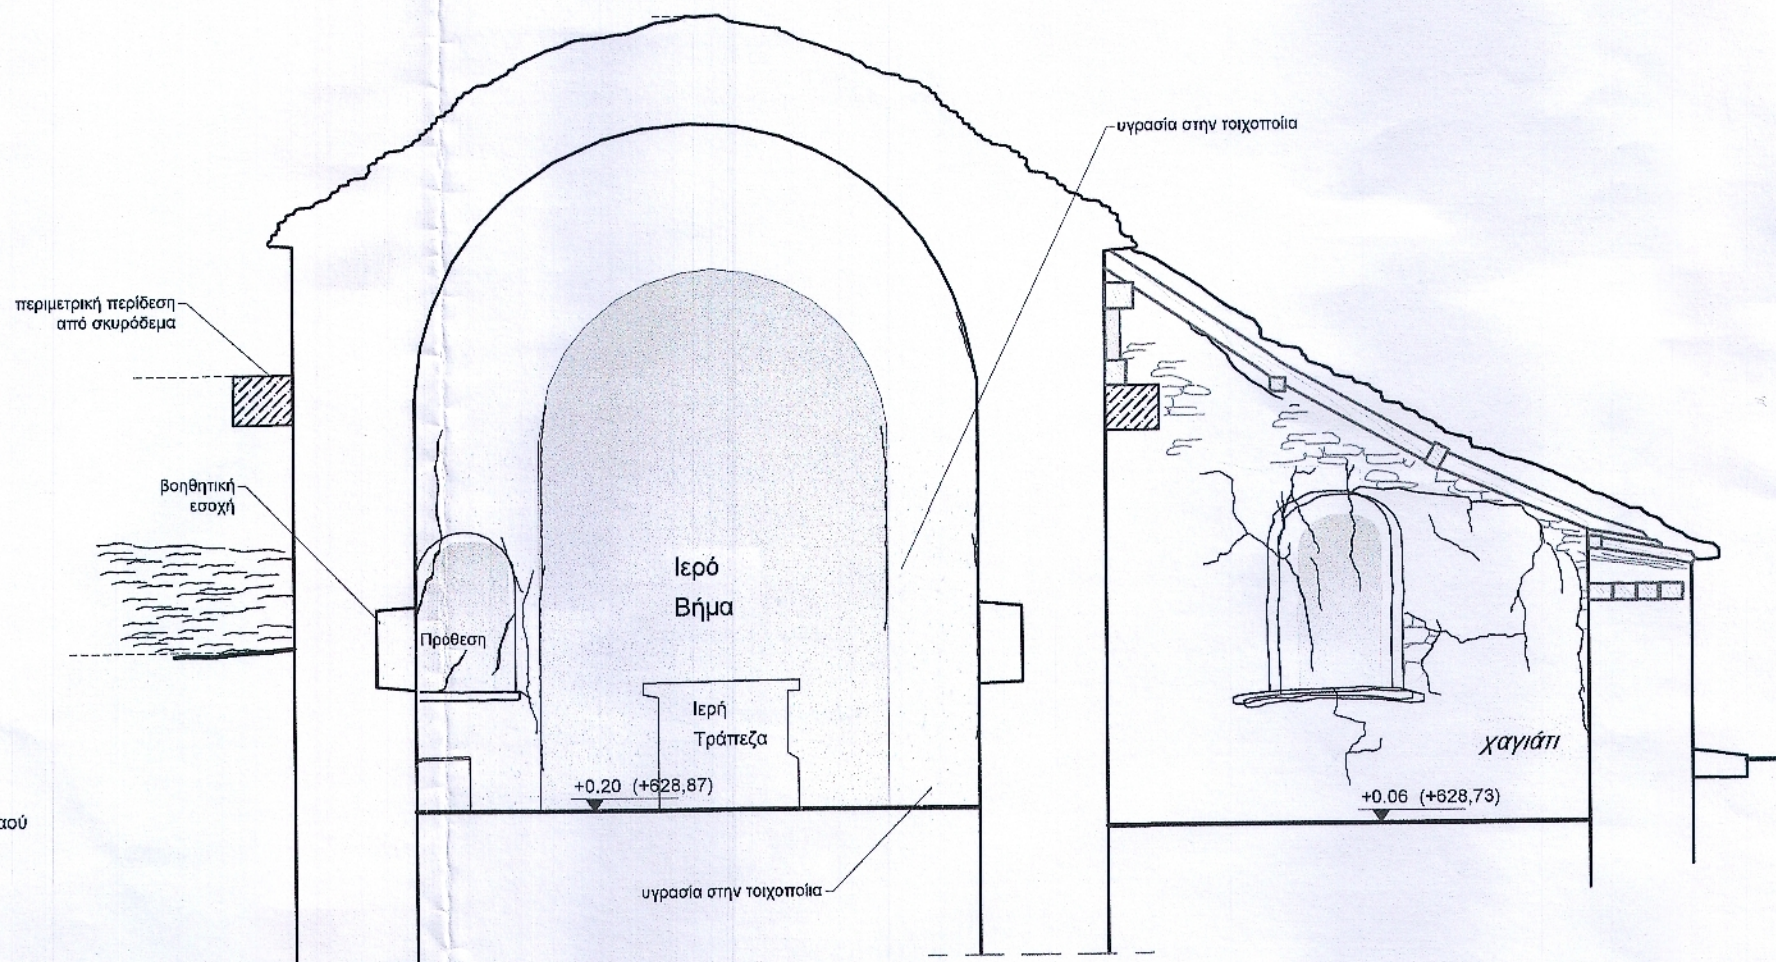 υγρασία στην τοιχοποιία
περιμετρική περίδεση
από σκυρόδεμα
βοηθητική
εσοχή
Ιερό
Βήμα
Πρόθεση
Ιερή
Τράπεζα
χαγιάτι
+0.20 (+628,87)
+0.06 (+628,73)
αού
υγρασία στην τοιχοποιία